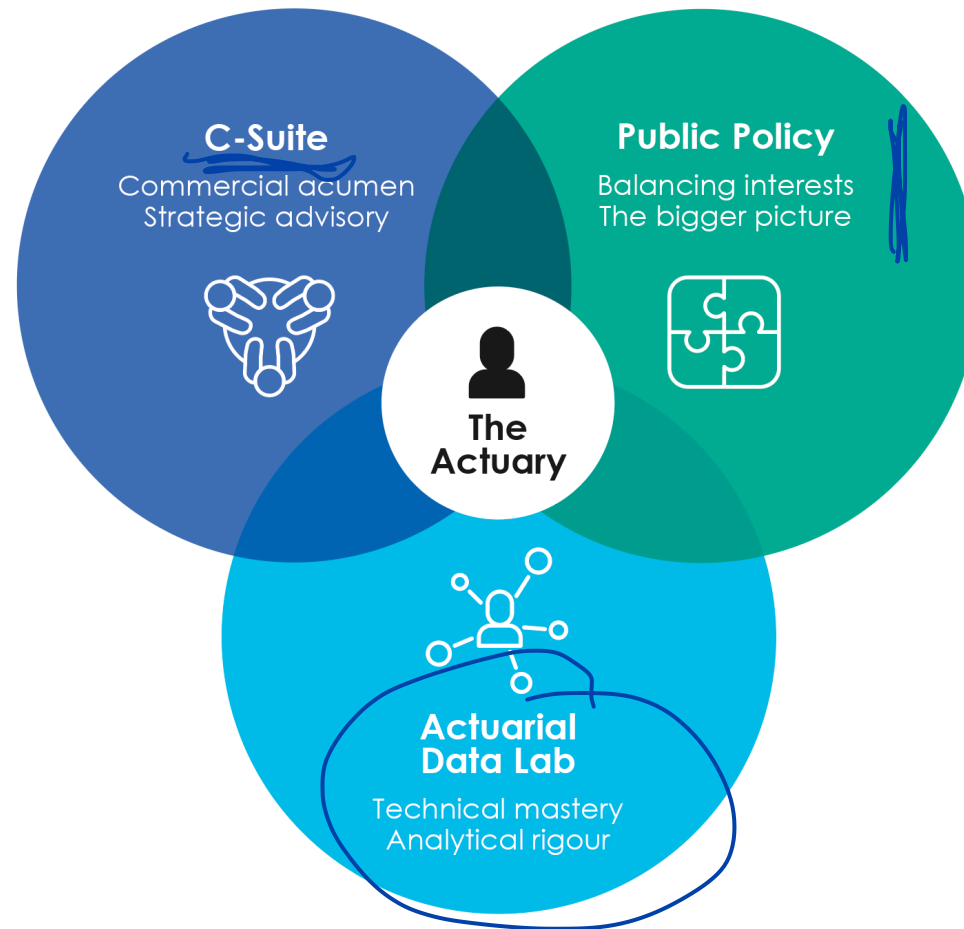 C-Suite
Commercial acumen
Strategic advisory
Public Policy
Balancing interests
The bigger picture
The
Actuary
Actuarial
Data Lab
Technical mastery
Analytical rigour